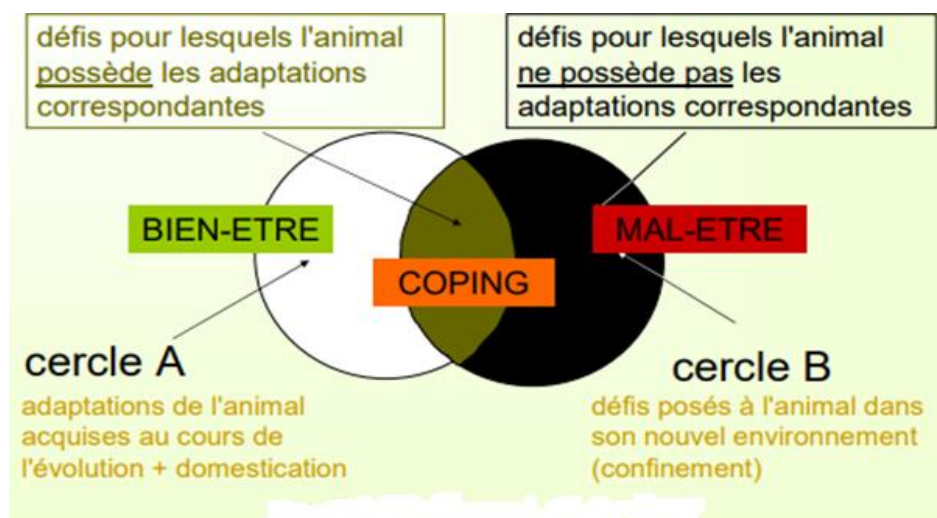 défis pour lesquels l'animal
possède les adaptations
correspondantes
défis pour lesquels l'animal
ne possède pas les
adaptations correspondantes
BIEN-ETRE
MAL-ETRE
COPING
cercle A
adaptations de l'animal
acquises au cours de
l'évolution + domestication
cercle B
défis posés à l'animal dans
son nouvel environnement
(confinement)